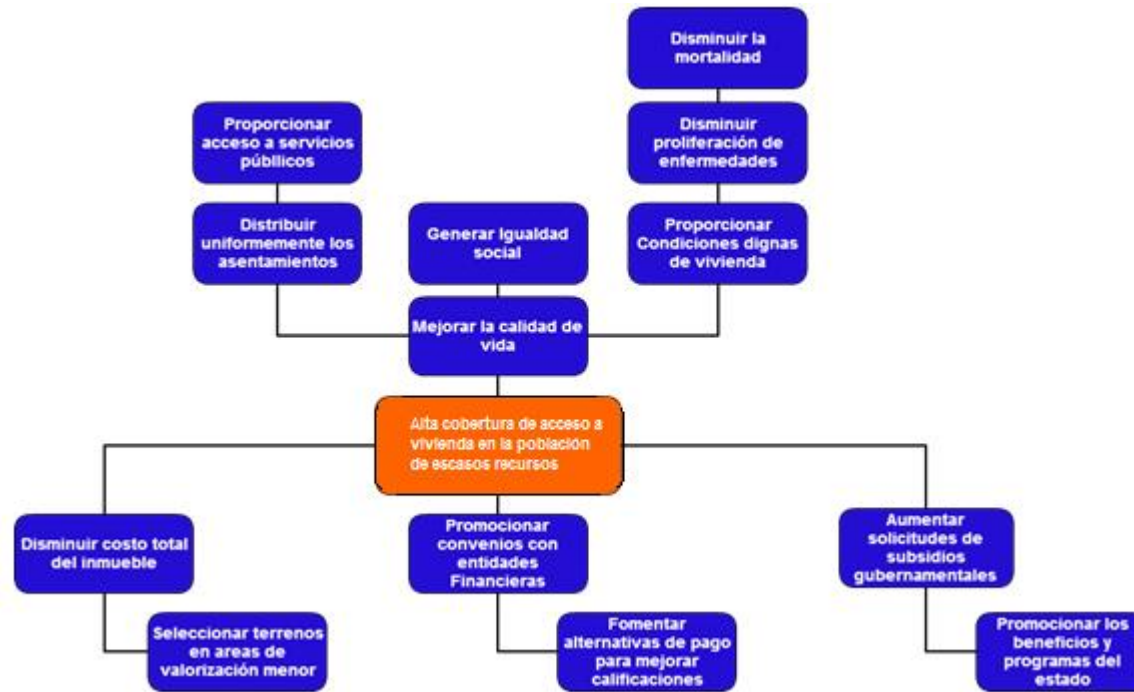 Disminuir la
mortalidad
Proporcionar
acceso a servicios
públlicos
Disminuir
proliferación de
enfermedades
Distribuir
uniformemente los
asentamientos
Generar Igualdad
social
Proporcionar
Condiciones dignas
de vivienda
Mejorar la calidad de
vida
Alta cobertura de acceso a
vivienda en la población
de escasos recursos
Disminuir costo total
del inmueble
Promocionar
convenios con
entidades
Financieras
Aumentar
solicitudes de
subsidios
gubernamentales
Seleccionar terrenos
en areas de
valorización menor
Fomentar
alternativas de pago
para mejorar
calificaciones
Promocionar los
beneficios y
programas del
estado